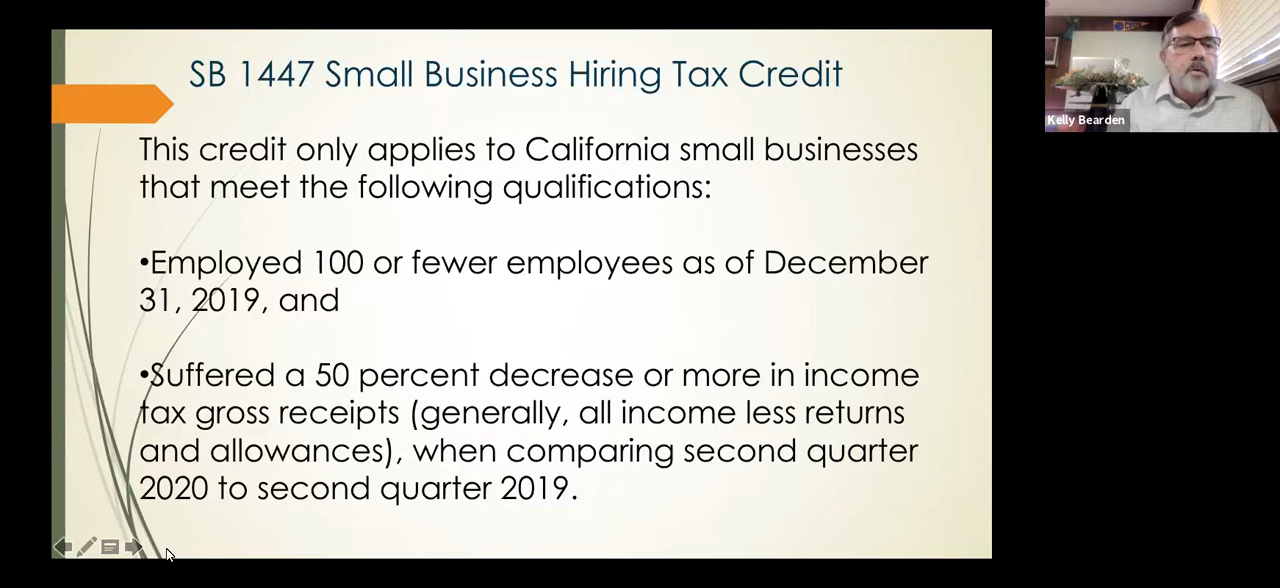 SB 1447 Small Business Hiring Tax Credit
This credit only applies to California small businesses
that meet the following qualifications:
•Employed 100 or fewer employees as of December
31, 2019, and
•Suffered a 50 percent decrease or more in income
tax gross receipts (generally, all income less returns
and allowances), when comparing second quarter
2020 to second quarter 2019.
Kelly Bearden